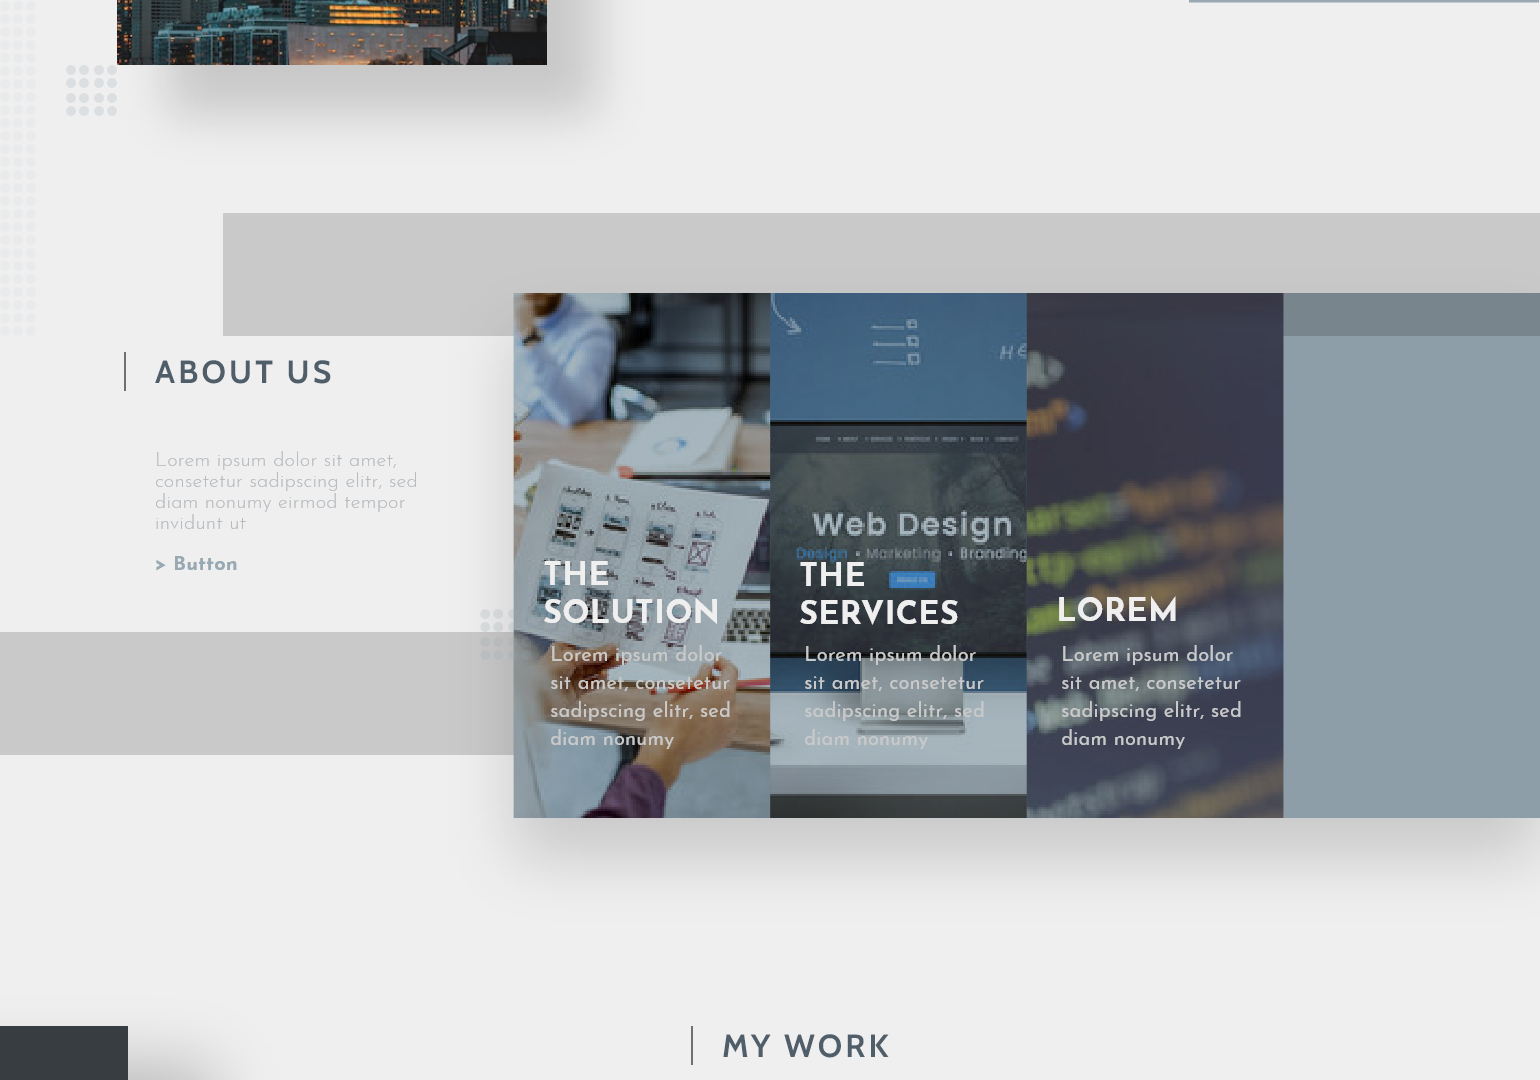 ABOUT US
Lorem ipsum dolor sit amet,
consetetur sadipscing elitr, sed
diam nonumy eirmod tempor
invidunt ut
> Button
Web Design
Design • Marketing • Branding
THE
SOLUTION
Lorem ipsum dolor
sit amet, consetetur
sadipscing elitr, sed
diam nonumy
THE
SERVICES
Lorem ipsum dolor
sit amet, consetetur
sadipscing elitr, sed
diam nonumy
LOREM
Lorem ipsum dolor
sit amet, consetetur
sadipscing elitr, sed
diam nonumy
MY WORK